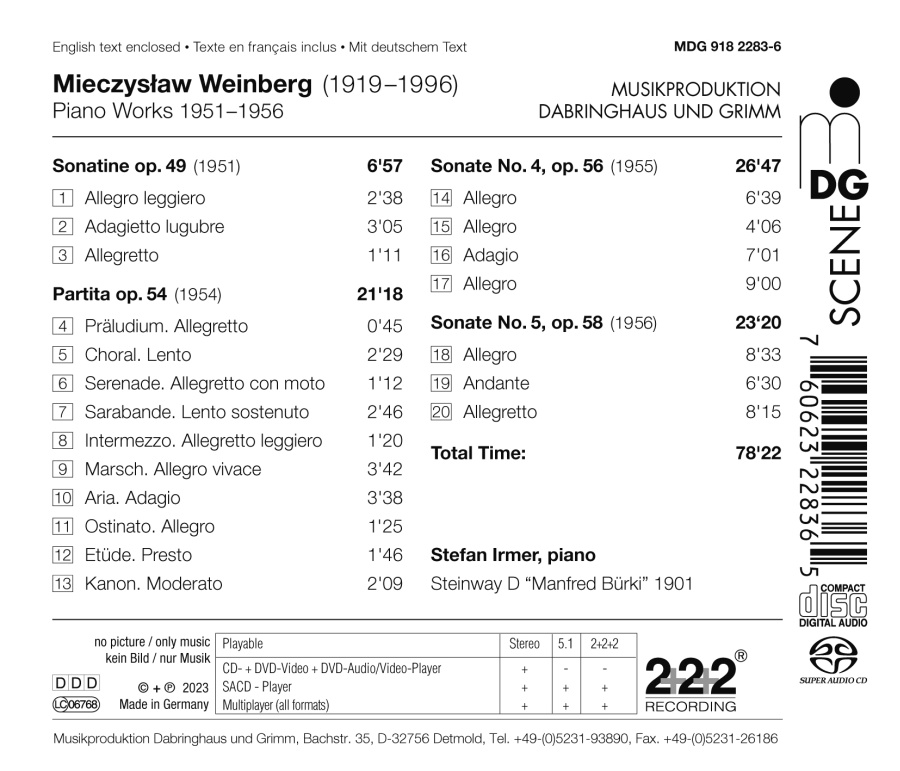 English text enclosed • Texte en français inclus • Mit deutschem Text
MDG 918 2283-6
Mieczysław Weinberg (1919–1996)
Piano Works 1951–1956
MUSIKPRODUKTION
DABRINGHAUS UND GRIMM
Sonatine op. 49 (1951) 6'57
1 Allegro leggiero 2'38
2 Adagietto lugubre 3'05
3 Allegretto 1'11
Partita op. 54 (1954) 21'18
4 Präludium. Allegretto 0'45
5 Choral. Lento 2'29
6 Serenade. Allegretto con moto 1'12
7 Sarabande. Lento sostenuto 2'46
8 Intermezzo. Allegretto leggiero 1'20
9 Marsch. Allegro vivace 3'42
10 Aria. Adagio 3'38
11 Ostinato. Allegro 1'25
12 Etüde. Presto 1'46
13 Kanon. Moderato 2'09
Sonate No. 4, op. 56 (1955) 26'47
14 Allegro 6'39
15 Allegro 4'06
16 Adagio 7'01
17 Allegro 9'00
Sonate No. 5, op. 58 (1956) 23‘20
18 Allegro 8'33
19 Andante 6'30
20 Allegretto 8'15
Total Time: 78'22
Stefan Irmer, piano
Steinway D “Manfred Bürki” 1901
MDG
SCENE
7 60623 22836 5
COMPACT
disc
DIGITAL AUDIO
SUPER AUDIO CD
no picture / only music
kein Bild / nur Musik
DDD
LC06768
© + ℗ 2023
Made in Germany
Playable Stereo 5.1 2+2+2
CD- + DVD-Video + DVD-Audio/Video-Player + - -
SACD - Player + + +
Multiplayer (all formats) + + +
2+2+2®
RECORDING
Musikproduktion Dabringhaus und Grimm, Bachstr. 35, D-32756 Detmold, Tel. +49-(0)5231-93890, Fax. +49-(0)5231-26186